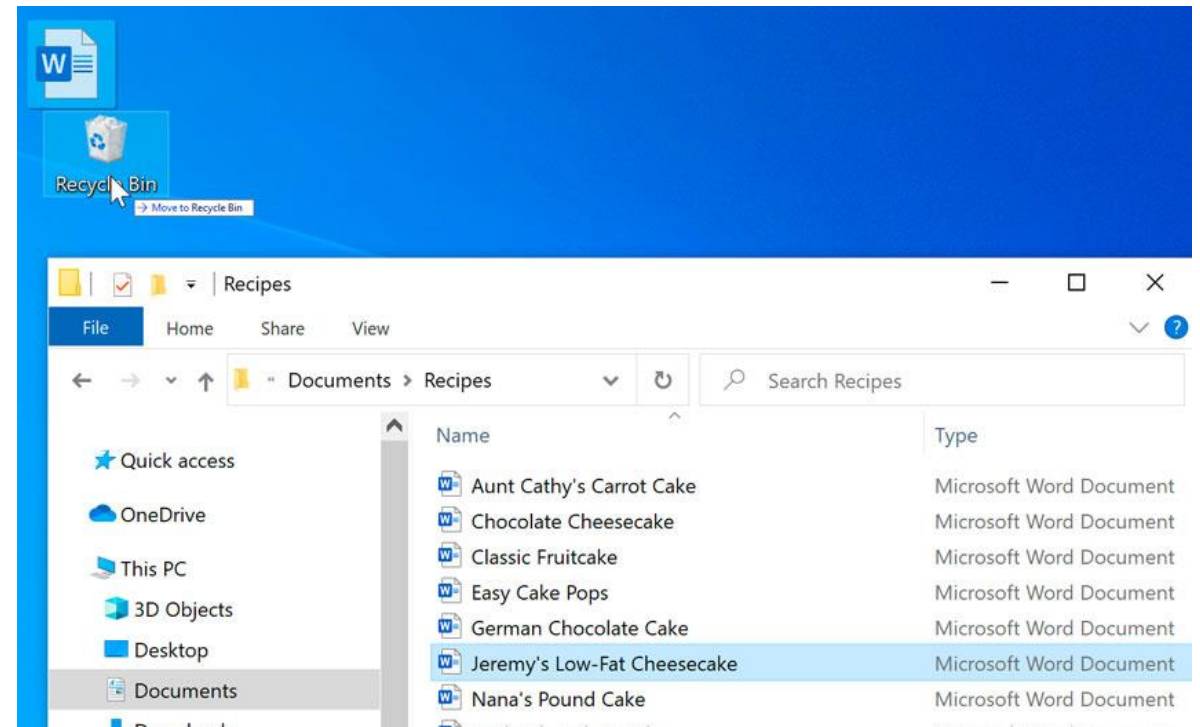 W
Recycle Bin
→ Move to Recycle Bin
Recipes
File Home Share View
?
« Documents > Recipes Search Recipes
Name Type
Quick access
OneDrive
This PC
3D Objects
Desktop
Documents
Aunt Cathy's Carrot Cake Microsoft Word Document
Chocolate Cheesecake Microsoft Word Document
Classic Fruitcake Microsoft Word Document
Easy Cake Pops Microsoft Word Document
German Chocolate Cake Microsoft Word Document
Jeremy's Low-Fat Cheesecake Microsoft Word Document
Nana's Pound Cake Microsoft Word Document